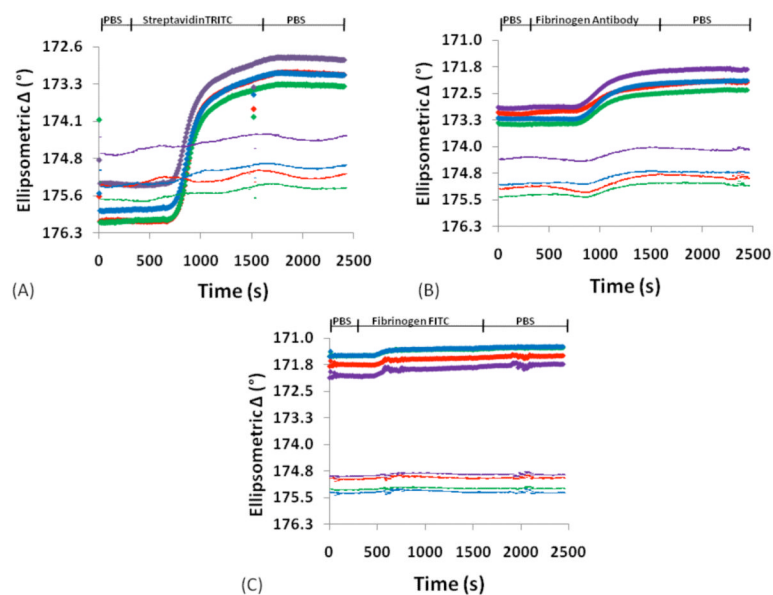 PBS StreptavidinTRITC PBS
172.6
173.3
174.1
174.8
175.6
176.3
Ellipsometric Δ (°)
0 500 1000 1500 2000 2500
Time (s)
(A)
PBS Fibrinogen Antibody PBS
171.0
171.8
172.5
173.3
174.0
174.8
175.5
176.3
Ellipsometric Δ (°)
0 500 1000 1500 2000 2500
Time (s)
(B)
PBS Fibrinogen FITC PBS
171.0
171.8
172.5
173.3
174.0
174.8
175.5
176.3
Ellipsometric Δ (°)
0 500 1000 1500 2000 2500
Time (s)
(C)